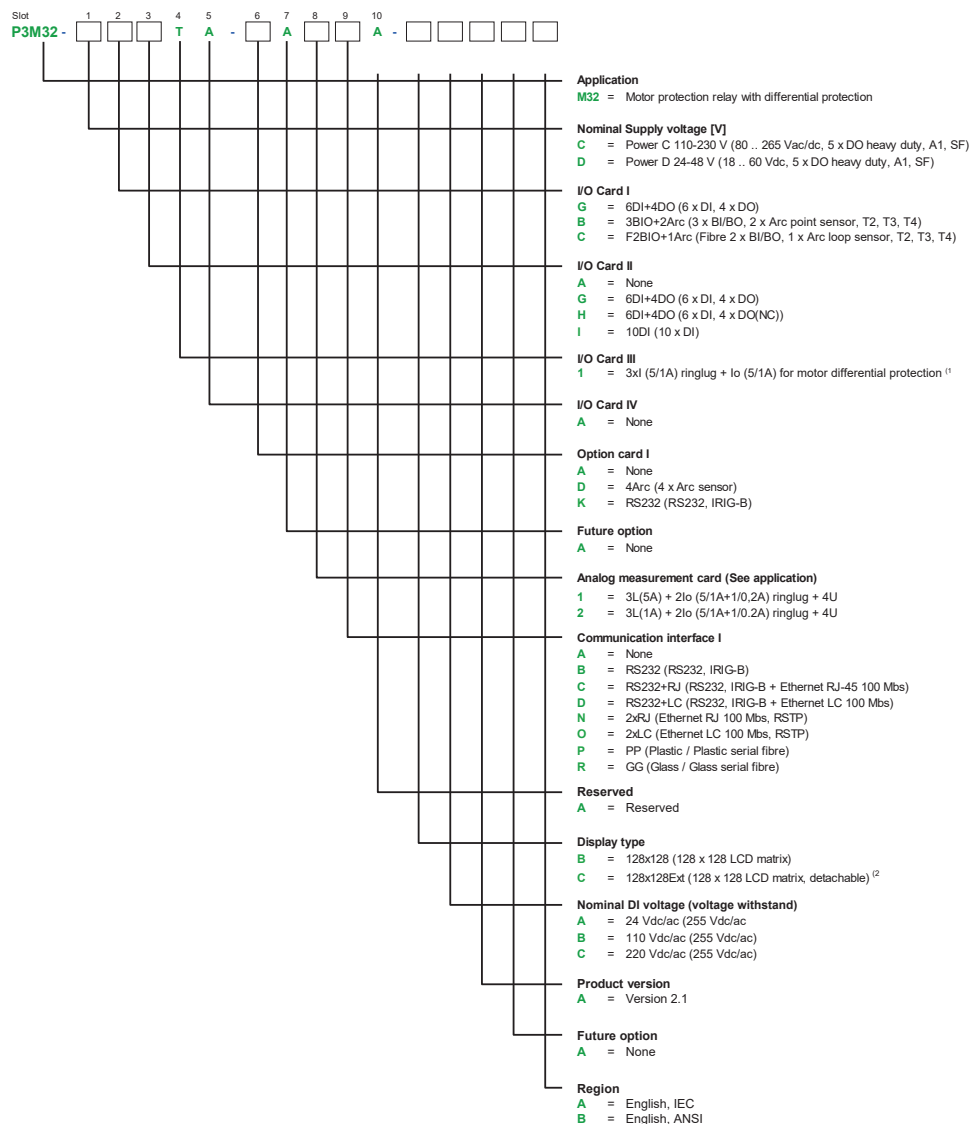 Slot 1 2 3 4 5 6 7 8 9 10
P3M32 - T A - A A -
Application
M32 = Motor protection relay with differential protection
Nominal Supply voltage [V]
C = Power C 110-230 V (80 .. 265 Vac/dc, 5 x DO heavy duty, A1, SF)
D = Power D 24-48 V (18 .. 60 Vdc, 5 x DO heavy duty, A1, SF)
I/O Card I
G = 6DI+4DO (6 x DI, 4 x DO)
B = 3BIO+2Arc (3 x BI/BO, 2 x Arc point sensor, T2, T3, T4)
C = F2BIO+1Arc (Fibre 2 x BI/BO, 1 x Arc loop sensor, T2, T3, T4)
I/O Card II
A = None
G = 6DI+4DO (6 x DI, 4 x DO)
H = 6DI+4DO (6 x DI, 4 x DO(NC))
I = 10DI (10 x DI)
I/O Card III
1 = 3xI (5/1A) ringlug + Io (5/1A) for motor differential protection (1
I/O Card IV
A = None
Option card I
A = None
D = 4Arc (4 x Arc sensor)
K = RS232 (RS232, IRIG-B)
Future option
A = None
Analog measurement card (See application)
1 = 3L(5A) + 2Io (5/1A+1/0,2A) ringlug + 4U
2 = 3L(1A) + 2Io (5/1A+1/0.2A) ringlug + 4U
Communication interface I
A = None
B = RS232 (RS232, IRIG-B)
C = RS232+RJ (RS232, IRIG-B + Ethernet RJ-45 100 Mbs)
D = RS232+LC (RS232, IRIG-B + Ethernet LC 100 Mbs)
N = 2xRJ (Ethernet RJ 100 Mbs, RSTP)
O = 2xLC (Ethernet LC 100 Mbs, RSTP)
P = PP (Plastic / Plastic serial fibre)
R = GG (Glass / Glass serial fibre)
Reserved
A = Reserved
Display type
B = 128x128 (128 x 128 LCD matrix)
C = 128x128Ext (128 x 128 LCD matrix, detachable) (2
Nominal DI voltage (voltage withstand)
A = 24 Vdc/ac (255 Vdc/ac
B = 110 Vdc/ac (255 Vdc/ac)
C = 220 Vdc/ac (255 Vdc/ac)
Product version
A = Version 2.1
Future option
A = None
Region
A = English, IEC
B = English, ANSI